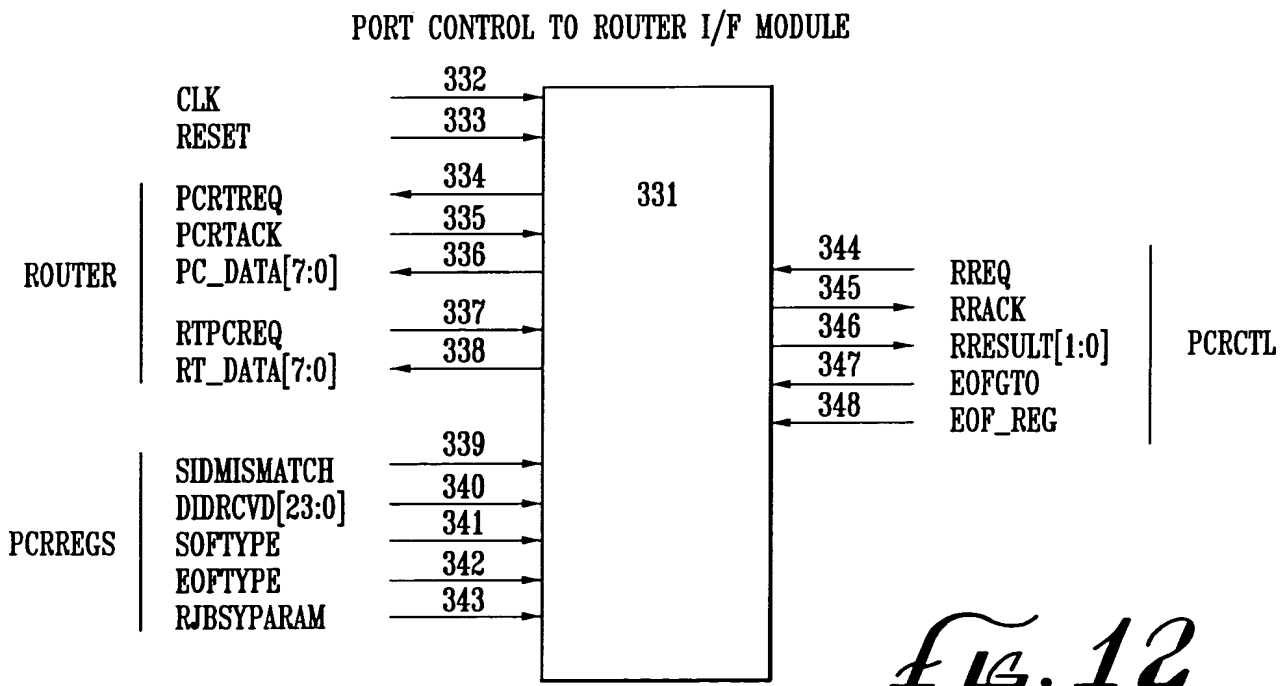 PORT CONTROL TO ROUTER I/F MODULE
CLK 332
RESET 333
ROUTER
PCRTREQ 334
PCRTACK 335
PC_DATA[7:0] 336
RTPCREQ 337
RT_DATA[7:0] 338
PCRREGS
SIDMISMATCH 339
DIDRCVD[23:0] 340
SOFTYPE 341
EOFTYPE 342
RJBSYPARAM 343
331
344 RREQ
345 RRACK
346 RRESULT[1:0]
347 EOFGTO
348 EOF_REG
PCRCTL
FIG. 12